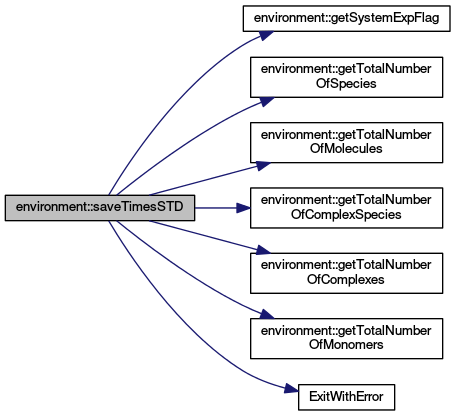 environment::getSystemExpFlag
environment::getTotalNumber
OfSpecies
environment::getTotalNumber
OfMolecules
environment::saveTimesSTD
environment::getTotalNumber
OfComplexSpecies
environment::getTotalNumber
OfComplexes
environment::getTotalNumber
OfMonomers
ExitWithError